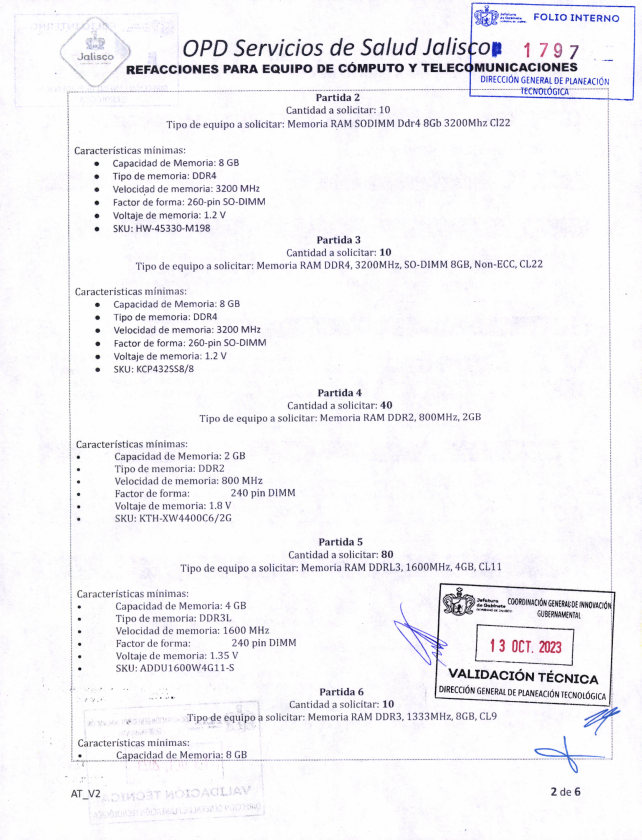 Jefatura de Gabinete
FOLIO INTERNO
1797
DIRECCIÓN GENERAL DE PLANEACIÓN
TECNOLÓGICA
Jalisco
OPD Servicios de Salud Jalisco
REFACCIONES PARA EQUIPO DE CÓMPUTO Y TELECOMUNICACIONES
Partida 2
Cantidad a solicitar: 10
Tipo de equipo a solicitar: Memoria RAM SODIMM Ddr4 8Gb 3200Mhz Cl22
Características mínimas:
● Capacidad de Memoria: 8 GB
● Tipo de memoria: DDR4
● Velocidad de memoria: 3200 MHz
● Factor de forma: 260-pin SO-DIMM
● Voltaje de memoria: 1.2 V
● SKU: HW-45330-M198
Partida 3
Cantidad a solicitar: 10
Tipo de equipo a solicitar: Memoria RAM DDR4, 3200MHz, SO-DIMM 8GB, Non-ECC, CL22
Características mínimas:
● Capacidad de Memoria: 8 GB
● Tipo de memoria: DDR4
● Velocidad de memoria: 3200 MHz
● Factor de forma: 260-pin SO-DIMM
● Voltaje de memoria: 1.2 V
● SKU: KCP432SS8/8
Partida 4
Cantidad a solicitar: 40
Tipo de equipo a solicitar: Memoria RAM DDR2, 800MHz, 2GB
Características mínimas:
• Capacidad de Memoria: 2 GB
• Tipo de memoria: DDR2
• Velocidad de memoria: 800 MHz
• Factor de forma: 240 pin DIMM
• Voltaje de memoria: 1.8 V
• SKU: KTH-XW4400C6/2G
Partida 5
Cantidad a solicitar: 80
Tipo de equipo a solicitar: Memoria RAM DDRL3, 1600MHz, 4GB, CL11
Características mínimas:
• Capacidad de Memoria: 4 GB
• Tipo de memoria: DDR3L
• Velocidad de memoria: 1600 MHz
• Factor de forma: 240 pin DIMM
• Voltaje de memoria: 1.35 V
• SKU: ADDU1600W4G11-S
Jefatura de Gabinete
COORDINACIÓN GENERAL DE INNOVACIÓN
GUBERNAMENTAL
13 OCT. 2023
VALIDACIÓN TÉCNICA
DIRECCIÓN GENERAL DE PLANEACIÓN TECNOLÓGICA
Partida 6
Cantidad a solicitar: 10
Tipo de equipo a solicitar: Memoria RAM DDR3, 1333MHz, 8GB, CL9
Características mínimas:
• Capacidad de Memoria: 8 GB
AT_V2
2 de 6